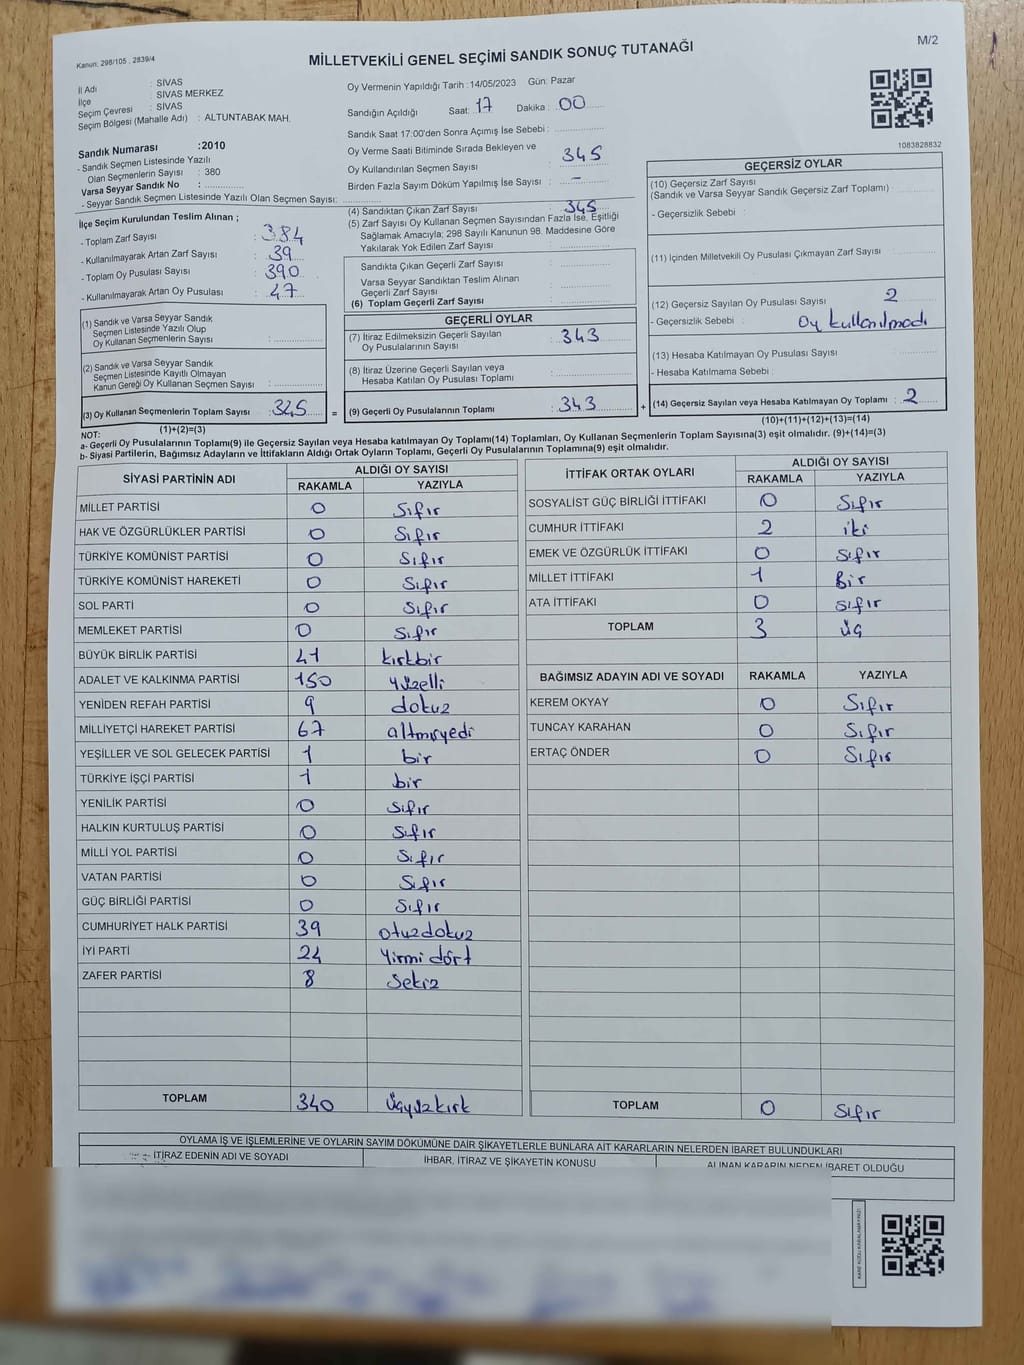 Kanun: 298/105 , 2839/4
MİLLETVEKİLİ GENEL SEÇİMİ SANDIK SONUÇ TUTANAĞI
M/2
İl Adı : SİVAS
İlçe : SİVAS MERKEZ
Seçim Çevresi : SİVAS
Seçim Bölgesi (Mahalle Adı) : ALTUNTABAK MAH.
Sandık Numarası :2010
- Sandık Seçmen Listesinde Yazılı
Olan Seçmenlerin Sayısı : 380
Varsa Seyyar Sandık No :
- Seyyar Sandık Seçmen Listesinde Yazılı Olan Seçmen Sayısı:
Oy Vermenin Yapıldığı Tarih :14/05/2023 Gün: Pazar
Sandığın Açıldığı Saat: 17 Dakika : 00
Sandık Saat 17:00'den Sonra Açımış İse Sebebi :
Oy Verme Saati Bitiminde Sırada Bekleyen ve
Oy Kullandırılan Seçmen Sayısı : 345
Birden Fazla Sayım Döküm Yapılmış İse Sayısı : -
1083828832
İlçe Seçim Kurulundan Teslim Alınan ;
- Toplam Zarf Sayısı : 384
- Kullanılmayarak Artan Zarf Sayısı : 39
- Toplam Oy Pusulası Sayısı : 390
- Kullanılmayarak Artan Oy Pusulası : 47
(4) Sandıktan Çıkan Zarf Sayısı : 345
(5) Zarf Sayısı Oy Kullanan Seçmen Sayısından Fazla İse, Eşitliği
Sağlamak Amacıyla; 298 Sayılı Kanunun 98. Maddesine Göre
Yakılarak Yok Edilen Zarf Sayısı :
Sandıkta Çıkan Geçerli Zarf Sayısı :
Varsa Seyyar Sandıktan Teslim Alınan
Geçerli Zarf Sayısı :
(6) Toplam Geçerli Zarf Sayısı :
GEÇERSİZ OYLAR
(10) Geçersiz Zarf Sayısı
(Sandık ve Varsa Seyyar Sandık Geçersiz Zarf Toplamı) :
- Geçersizlik Sebebi :
(11) İçinden Milletvekili Oy Pusulası Çıkmayan Zarf Sayısı :
(12) Geçersiz Sayılan Oy Pusulası Sayısı : 2
- Geçersizlik Sebebi : Oy kullanılmadı
(13) Hesaba Katılmayan Oy Pusulası Sayısı :
- Hesaba Katılmama Sebebi :
(14) Geçersiz Sayılan veya Hesaba Katılmayan Oy Toplamı : 2
(10)+(11)+(12)+(13)=(14)
(1) Sandık ve Varsa Seyyar Sandık
Seçmen Listesinde Yazılı Olup
Oy Kullanan Seçmenlerin Sayısı :
(2) Sandık ve Varsa Seyyar Sandık
Seçmen Listesinde Kayıtlı Olmayan
Kanun Gereği Oy Kullanan Seçmen Sayısı :
(3) Oy Kullanan Seçmenlerin Toplam Sayısı : 345 =
(1)+(2)=(3)
GEÇERLİ OYLAR
(7) İtiraz Edilmeksizin Geçerli Sayılan
Oy Pusulalarının Sayısı : 343
(8) İtiraz Üzerine Geçerli Sayılan veya
Hesaba Katılan Oy Pusulası Toplamı :
(9) Geçerli Oy Pusulalarının Toplamı : 343 +
NOT:
a- Geçerli Oy Pusulalarının Toplamı(9) ile Geçersiz Sayılan veya Hesaba katılmayan Oy Toplamı(14) Toplamları, Oy Kullanan Seçmenlerin Toplam Sayısına(3) eşit olmalıdır. (9)+(14)=(3)
b- Siyasi Partilerin, Bağımsız Adayların ve İttifakların Aldığı Ortak Oyların Toplamı, Geçerli Oy Pusulalarının Toplamına(9) eşit olmalıdır.
SİYASİ PARTİNİN ADI ALDIĞI OY SAYISI
RAKAMLA YAZIYLA
MİLLET PARTİSİ 0 Sıfır
HAK VE ÖZGÜRLÜKLER PARTİSİ 0 Sıfır
TÜRKİYE KOMÜNİST PARTİSİ 0 Sıfır
TÜRKİYE KOMÜNİST HAREKETİ 0 Sıfır
SOL PARTİ 0 Sıfır
MEMLEKET PARTİSİ 0 Sıfır
BÜYÜK BİRLİK PARTİSİ 41 kırkbir
ADALET VE KALKINMA PARTİSİ 150 yüzelli
YENİDEN REFAH PARTİSİ 9 dokuz
MİLLİYETÇİ HAREKET PARTİSİ 67 altmışyedi
YEŞİLLER VE SOL GELECEK PARTİSİ 1 bir
TÜRKİYE İŞÇİ PARTİSİ 1 bir
YENİLİK PARTİSİ 0 Sıfır
HALKIN KURTULUŞ PARTİSİ 0 Sıfır
MİLLİ YOL PARTİSİ 0 Sıfır
VATAN PARTİSİ 0 Sıfır
GÜÇ BİRLİĞİ PARTİSİ 0 Sıfır
CUMHURİYET HALK PARTİSİ 39 otuzdokuz
İYİ PARTİ 24 Yirmi dört
ZAFER PARTİSİ 8 Sekiz
TOPLAM 340 Üçyüzkırk
İTTİFAK ORTAK OYLARI ALDIĞI OY SAYISI
RAKAMLA YAZIYLA
SOSYALİST GÜÇ BİRLİĞİ İTTİFAKI 0 Sıfır
CUMHUR İTTİFAKI 2 iki
EMEK VE ÖZGÜRLÜK İTTİFAKI 0 Sıfır
MİLLET İTTİFAKI 1 Bir
ATA İTTİFAKI 0 Sıfır
TOPLAM 3 Üç
BAĞIMSIZ ADAYIN ADI VE SOYADI RAKAMLA YAZIYLA
KEREM OKYAY 0 Sıfır
TUNCAY KARAHAN 0 Sıfır
ERTAÇ ÖNDER 0 Sıfır
TOPLAM 0 Sıfır
OYLAMA İŞ VE İŞLEMLERİNE VE OYLARIN SAYIM DÖKÜMÜNE DAİR ŞİKAYETLERLE BUNLARA AİT KARARLARIN NELERDEN İBARET BULUNDUKLARI
İTİRAZ EDENİN ADI VE SOYADI İHBAR, İTİRAZ VE ŞİKAYETİN KONUSU ALINAN KARARIN NEDEN İBARET OLDUĞU
KARE KODU KARALAMAYINIZ!